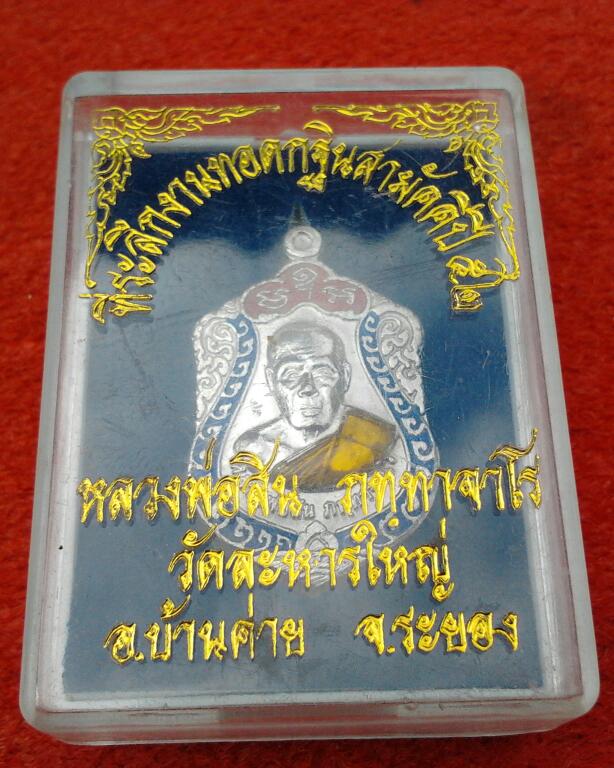 ที่ระลึกงานทอดกฐินสามัคคีปี ๕๒
หลวงพ่อสิน ภทฺทาจาโร
วัดละหารใหญ่
อ.บ้านค่าย จ.ระยอง